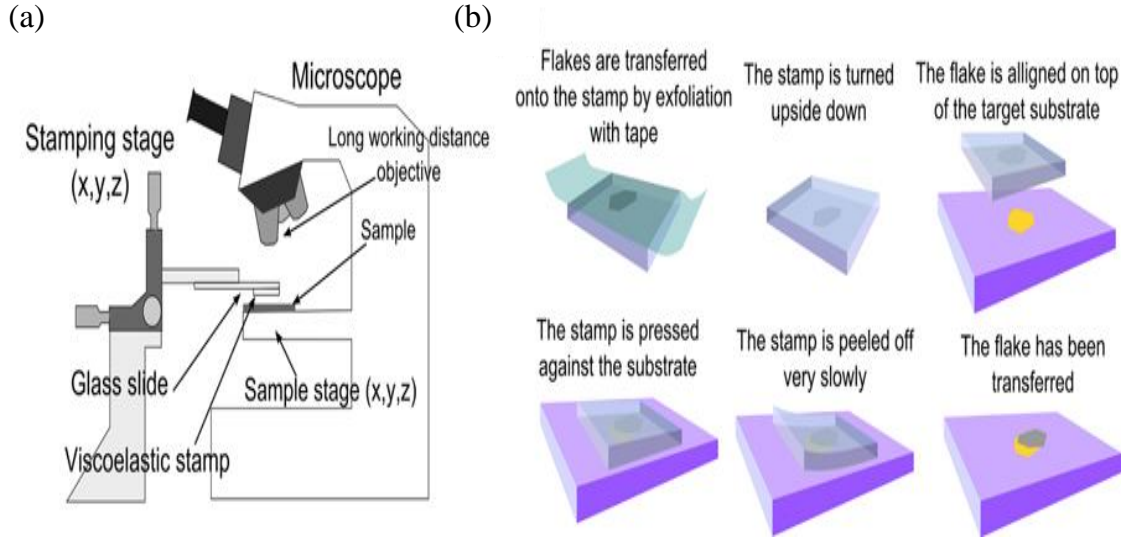 (a)
Microscope
Stamping stage
(x,y,z)
Long working distance
objective
Sample
Glass slide
Sample stage (x,y,z)
Viscoelastic stamp
(b)
Flakes are transferred
onto the stamp by exfoliation
with tape
The stamp is turned
upside down
The flake is alligned on top
of the target substrate
The stamp is pressed
against the substrate
The stamp is peeled off
very slowly
The flake has been
transferred